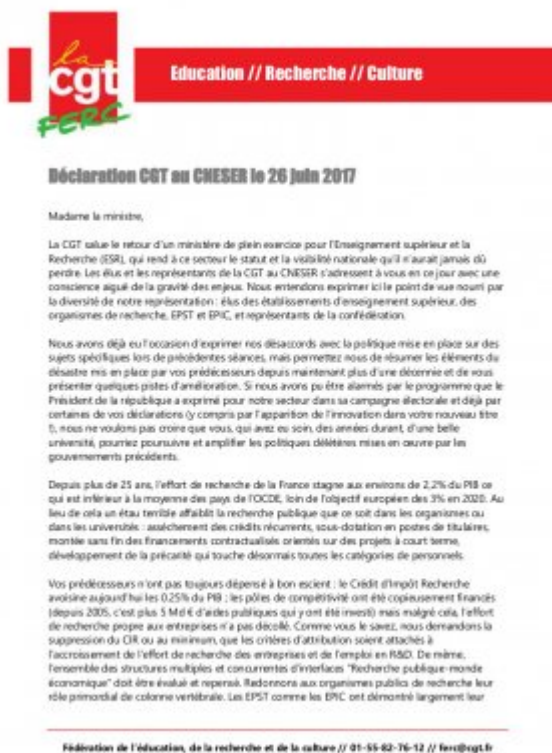 la
cgt
FERC
Education // Recherche // Culture
Déclaration CGT au CNESER le 26 juin 2017
Madame la ministre,
La CGT salue le retour d'un ministère de plein exercice pour l'Enseignement supérieur et la
Recherche (ESR), qui rend à ce secteur le statut et la visibilité nationale qu'il n'aurait jamais dû
perdre. Les élus et les représentants de la CGT au CNESER s'adressent à vous en ce jour avec une
conscience aiguë de la gravité des enjeux. Nous entendons exprimer ici le point de vue nourri par
la diversité de notre représentation : élus des établissements d'enseignement supérieur, des
organismes de recherche, EPST et EPIC, et représentants de la confédération.
Nous avons déjà eu l'occasion d'exprimer nos désaccords avec la politique mise en place sur des
sujets spécifiques lors de précédentes séances, mais permettez nous de résumer les éléments du
désastre mis en place par vos prédécesseurs depuis maintenant plus d'une décennie et de vous
présenter quelques pistes d'amélioration. Si nous avons pu être alarmés par le programme que le
Président de la république a exprimé pour notre secteur dans sa campagne électorale et déjà par
certaines de vos déclarations (y compris par l'apparition de l'innovation dans votre nouveau titre
!), nous ne voulons pas croire que vous, qui avez eu soin, des années durant, d'une belle
université, pourriez poursuivre et amplifier les politiques délétères mises en œuvre par les
gouvernements précédents.
Depuis plus de 25 ans, l'effort de recherche de la France stagne aux environs de 2,2% du PIB ce
qui est inférieur à la moyenne des pays de l'OCDE, loin de l'objectif européen des 3% en 2020. Au
lieu de cela un étau terrible affaiblit la recherche publique que ce soit dans les organismes ou
dans les universités : assèchement des crédits récurents, sous-dotation en postes de titulaires,
montée sans fin des financements contractualisés orientés sur des projets à court terme,
développement de la précarité qui touche désormais toutes les catégories de personnels.
Vos prédécesseurs n'ont pas toujours dépensé à bon escient : le Crédit d'Impôt Recherche
avoisine aujourd'hui les 0.25% du PIB ; les pôles de compétitivité ont été copieusement financés
(depuis 2005, c'est plus 5 Md € d'aides publiques qui y ont été investi) mais malgré cela, l'effort
de recherche propre aux entreprises n'a pas décollé. Comme vous le savez, nous demandons la
suppression du CIR ou au minimum, que les critères d'attribution soient attachés à
l'accroissement de l'effort de recherche des entreprises et de l'emploi en R&D. De même,
l'ensemble des structures multiples et concurrentes d'interfaces "Recherche publique-monde
économique" doit être évalué et repensé. Redonnons aux organismes publics de recherche leur
rôle primordial de colonne vertébrale. Les EPST comme les EPIC ont démontré largement leur
Fédération de l'éducation, de la recherche et de la culture // 01-55-82-76-12 // ferc@cgt.fr